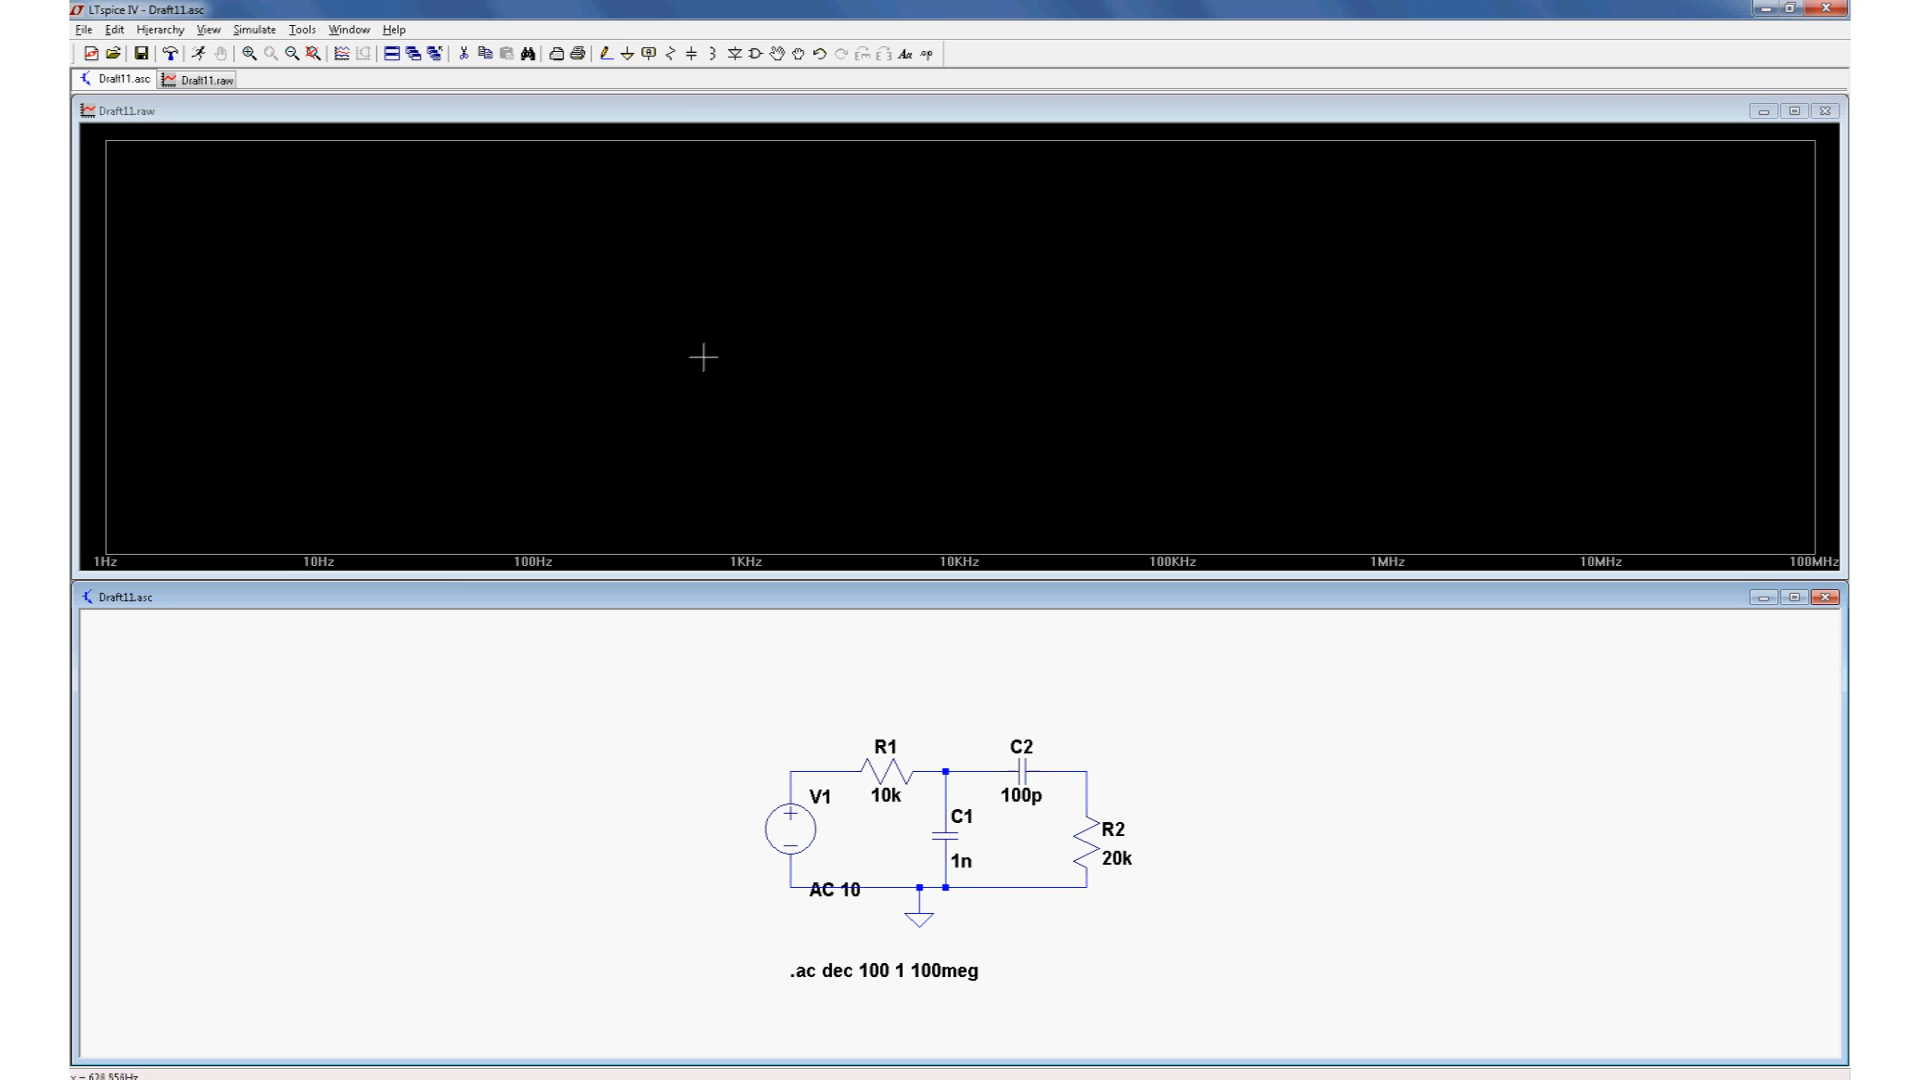 LTspice IV - Draft11.asc
File Edit Hierarchy View Simulate Tools Window Help
Draft11.asc Draft11.raw
Draft11.raw
1Hz 10Hz 100Hz 1KHz 10KHz 100KHz 1MHz 10MHz 100MHz
Draft11.asc
R1 C2
V1 10k 100p
C1
R2
1n 20k
AC 10
.ac dec 100 1 100meg